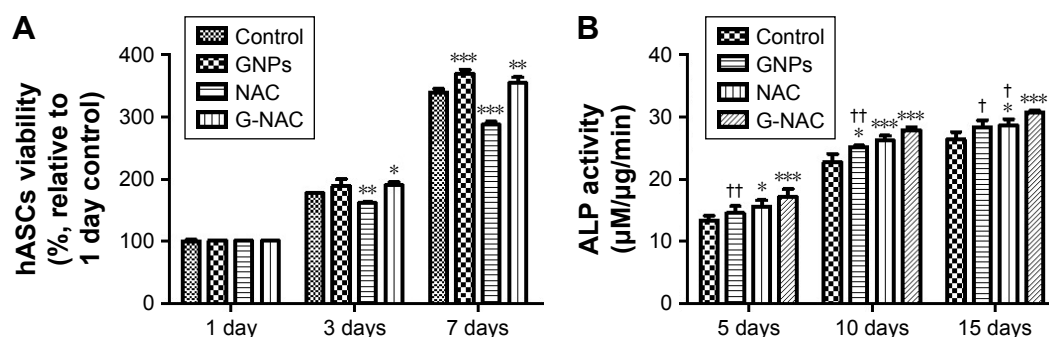 A
hASCs viability
(%, relative to
1 day control)
400
300
200
100
0
Control
GNPs
NAC
G-NAC
***
**
***
**
*
1 day
3 days
7 days
B
ALP activity
(µM/µg/min)
40
30
20
10
0
Control
GNPs
NAC
G-NAC
††
*
***
††
*
***
***
†
†
*
***
5 days
10 days
15 days